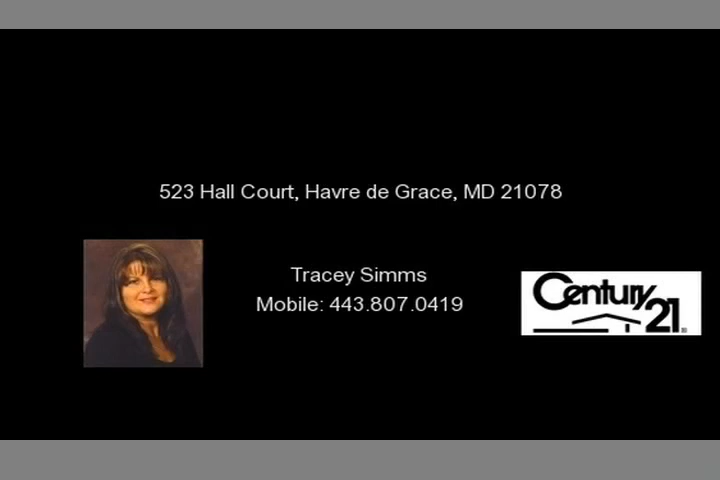 523 Hall Court, Havre de Grace, MD 21078
Tracey Simms
Mobile: 443.807.0419
Century 21